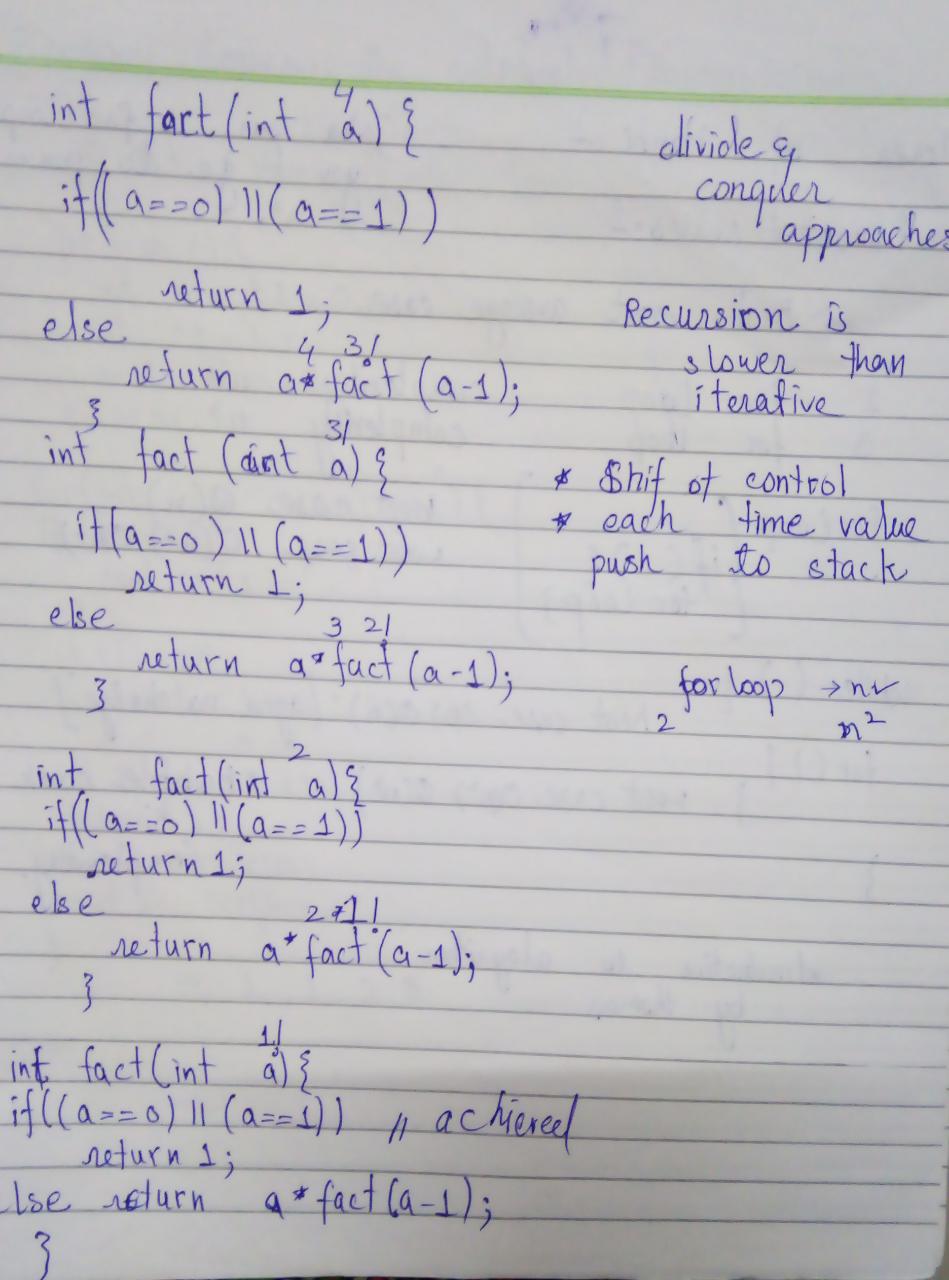 int fact(int a) {
4
if((a==0) ||(a==1))
return 1;
else
4 3!
return a* fact (a-1);
}
int fact (int a) {
3!
if(a==0) || (a==1))
return 1;
else
3 2!
return a* fact (a-1);
}
int fact(int a){
2
if((a==0) ||(a==1))
return 1;
else
2 * 1!
return a* fact (a-1);
}
int fact(int a) {
1!
if((a==0) || (a==1)) // achieved
return 1;
lse return a* fact (a-1);
}
divide &
conquer
approaches
Recursion is
slower than
iterative
* Shif of control
* each time value
push to stack
for loop → n
2 n²